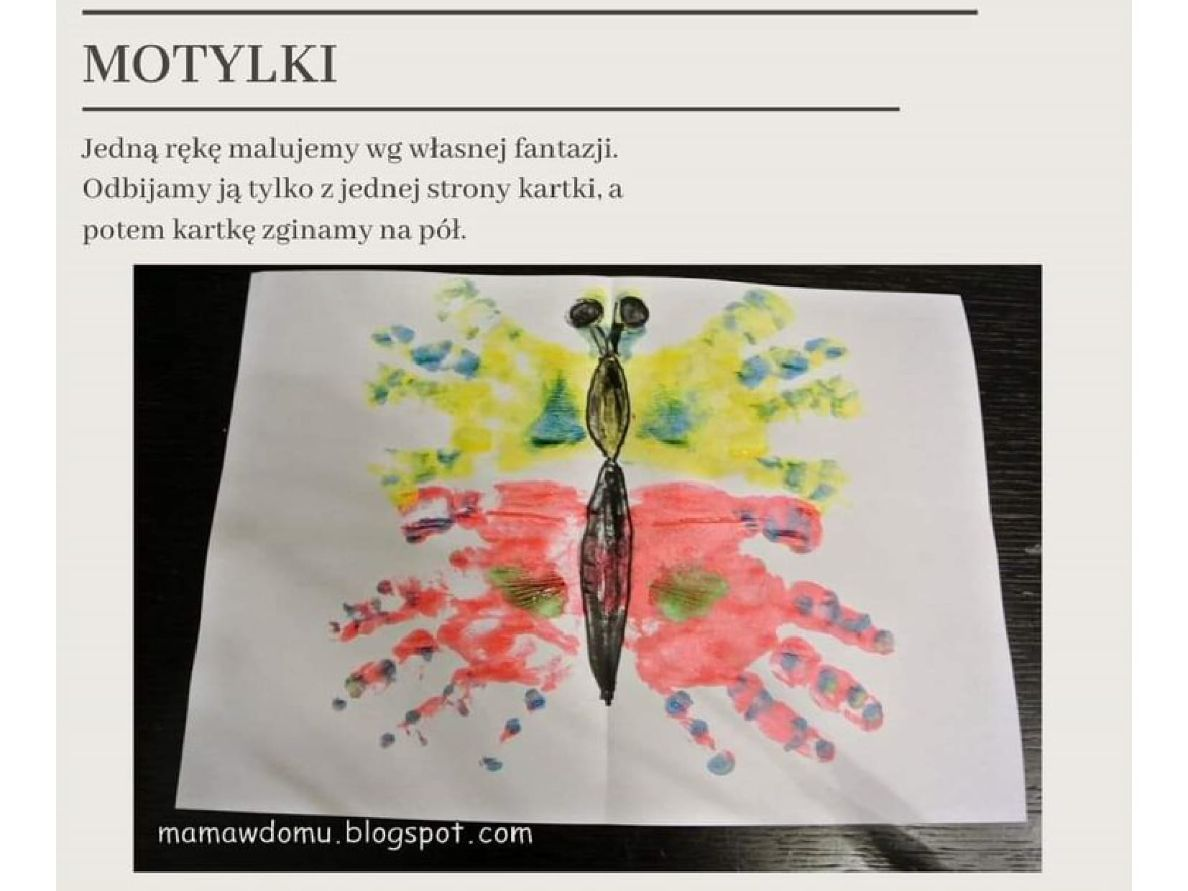 MOTYLKI
Jedną rękę malujemy wg własnej fantazji.
Odbijamy ją tylko z jednej strony kartki, a
potem kartkę zginamy na pół.
mamawdomu.blogspot.com